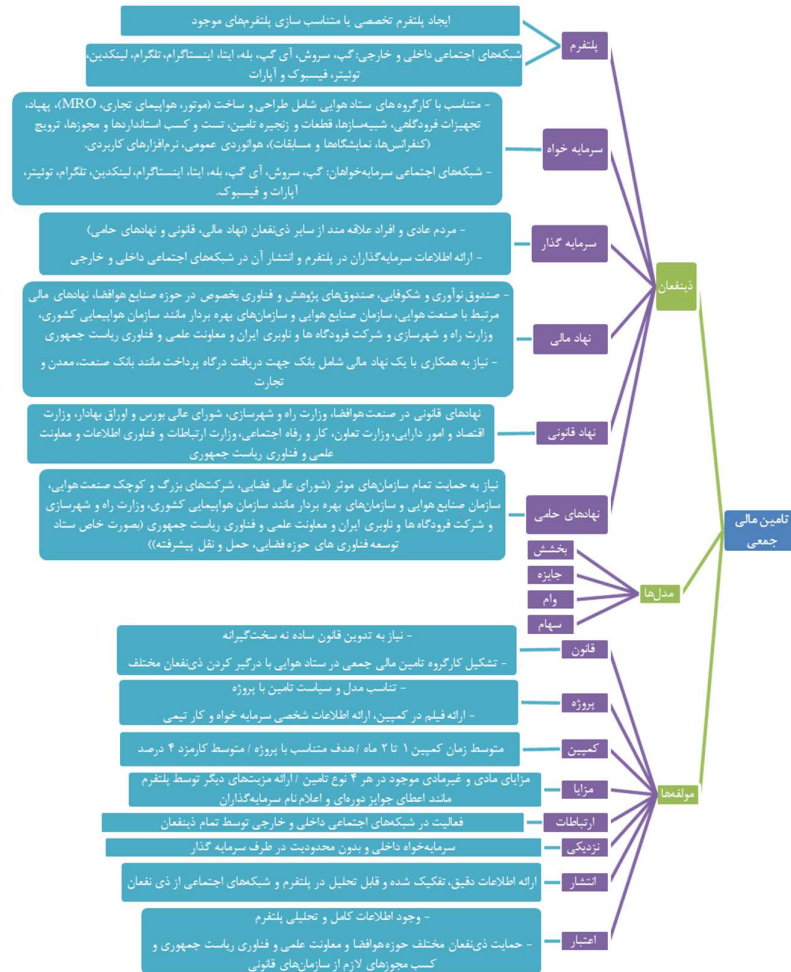 تامین مالی
جمعی
ذینفعان
پلتفرم
ایجاد پلتفرم تخصصی یا متناسب سازی پلتفرم‌های موجود
شبکه‌های اجتماعی داخلی و خارجی: گپ، سروش، آی گپ، بله، ایتا، اینستاگرام، تلگرام، لینکدین،
توئیتر، فیسبوک و آپارات
سرمایه خواه
- متناسب با کارگروه های ستاد هوایی شامل طراحی و ساخت (موتور، هواپیمای تجاری، MRO)، پهپاد،
تجهیزات فرودگاهی، شبیه‌سازها، قطعات و زنجیره تامین، تست و کسب استانداردها و مجوزها، ترویج
(کنفرانس‌ها، نمایشگاها و مسابقات)، هوانوردی عمومی، نرم‌افزارهای کاربردی.
- شبکه‌های اجتماعی سرمایه‌خواهان: گپ، سروش، آی گپ، بله، ایتا، اینستاگرام، لینکدین، تلگرام، توئیتر،
آپارات و فیسبوک.
سرمایه گذار
- مردم عادی و افراد علاقه مند از سایر ذی‌نفعان (نهاد مالی، قانونی و نهادهای حامی)
- ارائه اطلاعات سرمایه‌گذاران در پلتفرم و انتشار آن در شبکه‌های اجتماعی داخلی و خارجی
نهاد مالی
- صندوق نوآوری و شکوفایی، صندوق‌های پژوهش و فناوری بخصوص در حوزه صنایع هوافضا، نهادهای مالی
مرتبط با صنعت هوایی، سازمان صنایع هوایی و سازمان‌های بهره بردار مانند سازمان هواپیمایی کشوری،
وزارت راه و شهرسازی و شرکت فرودگاه ها و ناوبری ایران و معاونت علمی و فناوری ریاست جمهوری
- نیاز به همکاری با یک نهاد مالی شامل بانک جهت دریافت درگاه پرداخت مانند بانک صنعت، معدن و
تجارت
نهاد قانونی
نهادهای قانونی در صنعت هوافضا، وزارت راه و شهرسازی، شورای عالی بورس و اوراق بهادار، وزارت
اقتصاد و امور دارایی، وزارت تعاون، کار و رفاه اجتماعی، وزارت ارتباطات و فناوری اطلاعات و معاونت
علمی و فناوری ریاست جمهوری
نهادهای حامی
نیاز به حمایت تمام سازمان‌های موثر (شورای عالی فضایی، شرکت‌های بزرگ و کوچک صنعت هوایی،
سازمان صنایع هوایی و سازمان‌های بهره بردار مانند سازمان هواپیمایی کشوری، وزارت راه و شهرسازی
و شرکت فرودگاه ها و ناوبری ایران و معاونت علمی و فناوری ریاست جمهوری (بصورت خاص ستاد
توسعه فناوری های حوزه فضایی، حمل و نقل پیشرفته))
مدل‌ها
بخشش
جایزه
وام
سهام
مولفه‌ها
قانون
- نیاز به تدوین قانون ساده نه سخت‌گیرانه
- تشکیل کارگروه تامین مالی جمعی در ستاد هوایی با درگیر کردن ذی‌نفعان مختلف
پروژه
- تناسب مدل و سیاست تامین با پروژه
- ارائه فیلم در کمپین، ارائه اطلاعات شخصی سرمایه خواه و کار تیمی
کمپین
متوسط زمان کمپین ۱ تا ۲ ماه / هدف متناسب با پروژه / متوسط کارمزد ۴ درصد
مزایا
مزایای مادی و غیرمادی موجود در هر ۴ نوع تامین / ارائه مزیت‌های دیگر توسط پلتفرم
مانند اعطای جوایز دوره‌ای و اعلام نام سرمایه‌گذاران
ارتباطات
فعالیت در شبکه‌های اجتماعی داخلی و خارجی توسط تمام ذینفعان
نزدیکی
سرمایه‌خواه داخلی و بدون محدودیت در طرف سرمایه گذار
انتشار
ارائه اطلاعات دقیق، تفکیک شده و قابل تحلیل در پلتفرم و شبکه‌های اجتماعی از ذی نفعان
اعتبار
- وجود اطلاعات کامل و تحلیلی پلتفرم
- حمایت ذی‌نفعان مختلف حوزه هوافضا و معاونت علمی و فناوری ریاست جمهوری و
کسب مجوزهای لازم از سازمان‌های قانونی